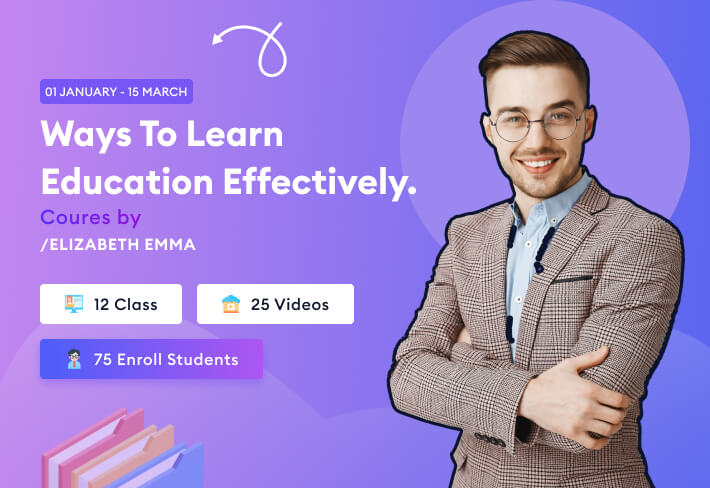 01 JANUARY - 15 MARCH
Ways To Learn
Education Effectively.
Coures by
/ELIZABETH EMMA
12 Class
25 Videos
75 Enroll Students